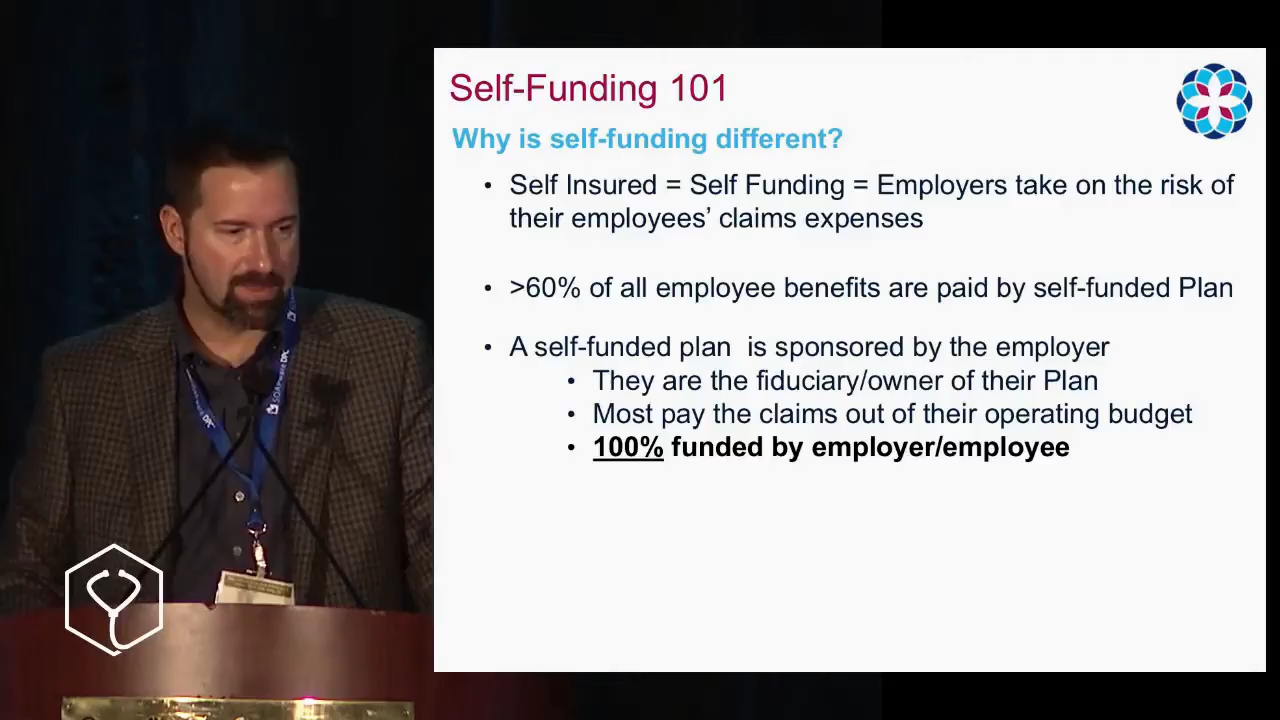 Self-Funding 101
Why is self-funding different?
• Self Insured = Self Funding = Employers take on the risk of
their employees’ claims expenses
• >60% of all employee benefits are paid by self-funded Plan
• A self-funded plan is sponsored by the employer
• They are the fiduciary/owner of their Plan
• Most pay the claims out of their operating budget
• 100% funded by employer/employee
SOAPware DPC